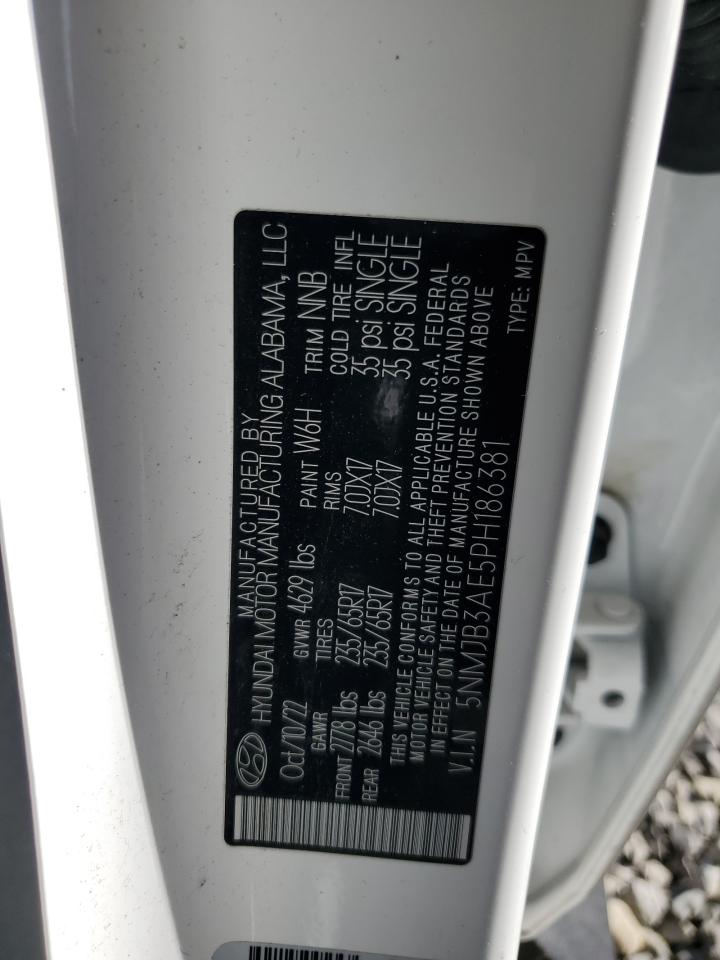 MANUFACTURED BY
HYUNDAI MOTOR MANUFACTURING ALABAMA, LLC
Oct/10/22 GVWR 4629 lbs PAINT W6H TRIM NNB
GAWR TIRES RIMS COLD TIRE INFL
FRONT 2778 lbs 235/65R17 7.0JX17 35 psi SINGLE
REAR 2646 lbs 235/65R17 7.0JX17 35 psi SINGLE
THIS VEHICLE CONFORMS TO ALL APPLICABLE U.S.A. FEDERAL
MOTOR VEHICLE SAFETY AND THEFT PREVENTION STANDARDS
IN EFFECT ON THE DATE OF MANUFACTURE SHOWN ABOVE
V.I.N 5NMJB3AE5PH186381 TYPE: MPV